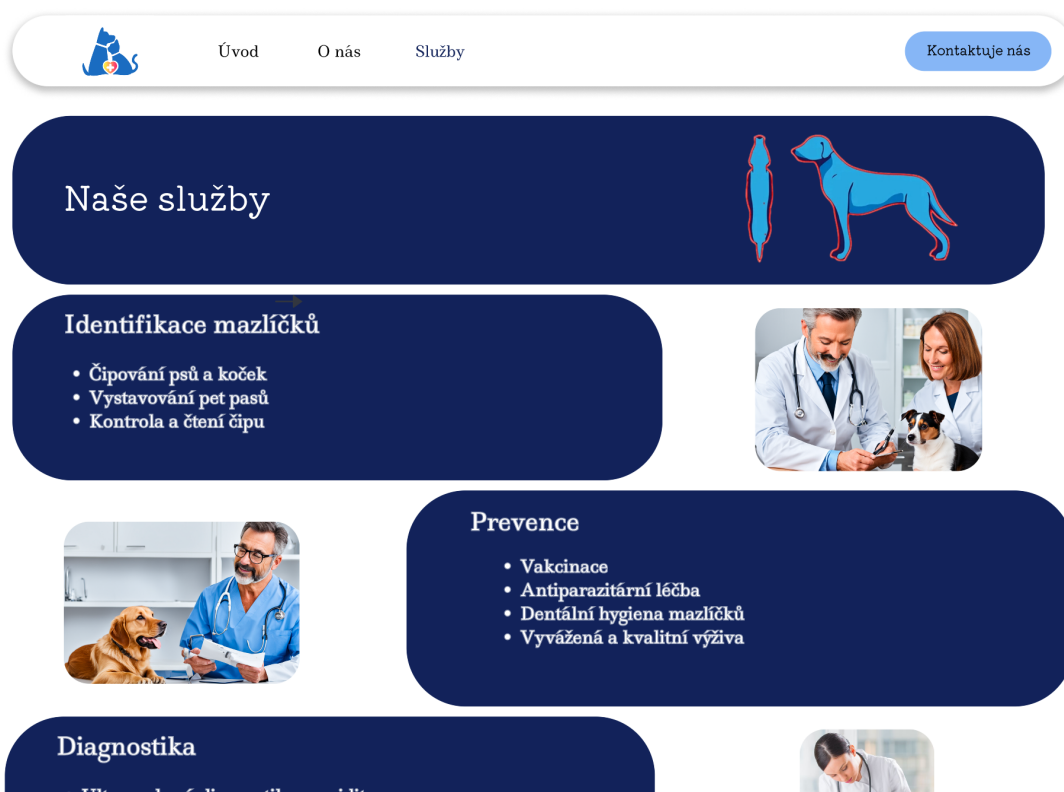 Úvod
O nás
Služby
Kontaktuje nás
Naše služby
Identifikace mazlíčků
• Čipování psů a koček
• Vystavování pet pasů
• Kontrola a čtení čipu
Prevence
• Vakcinace
• Antiparazitární léčba
• Dentální hygiena mazlíčků
• Vyvážená a kvalitní výživa
Diagnostika